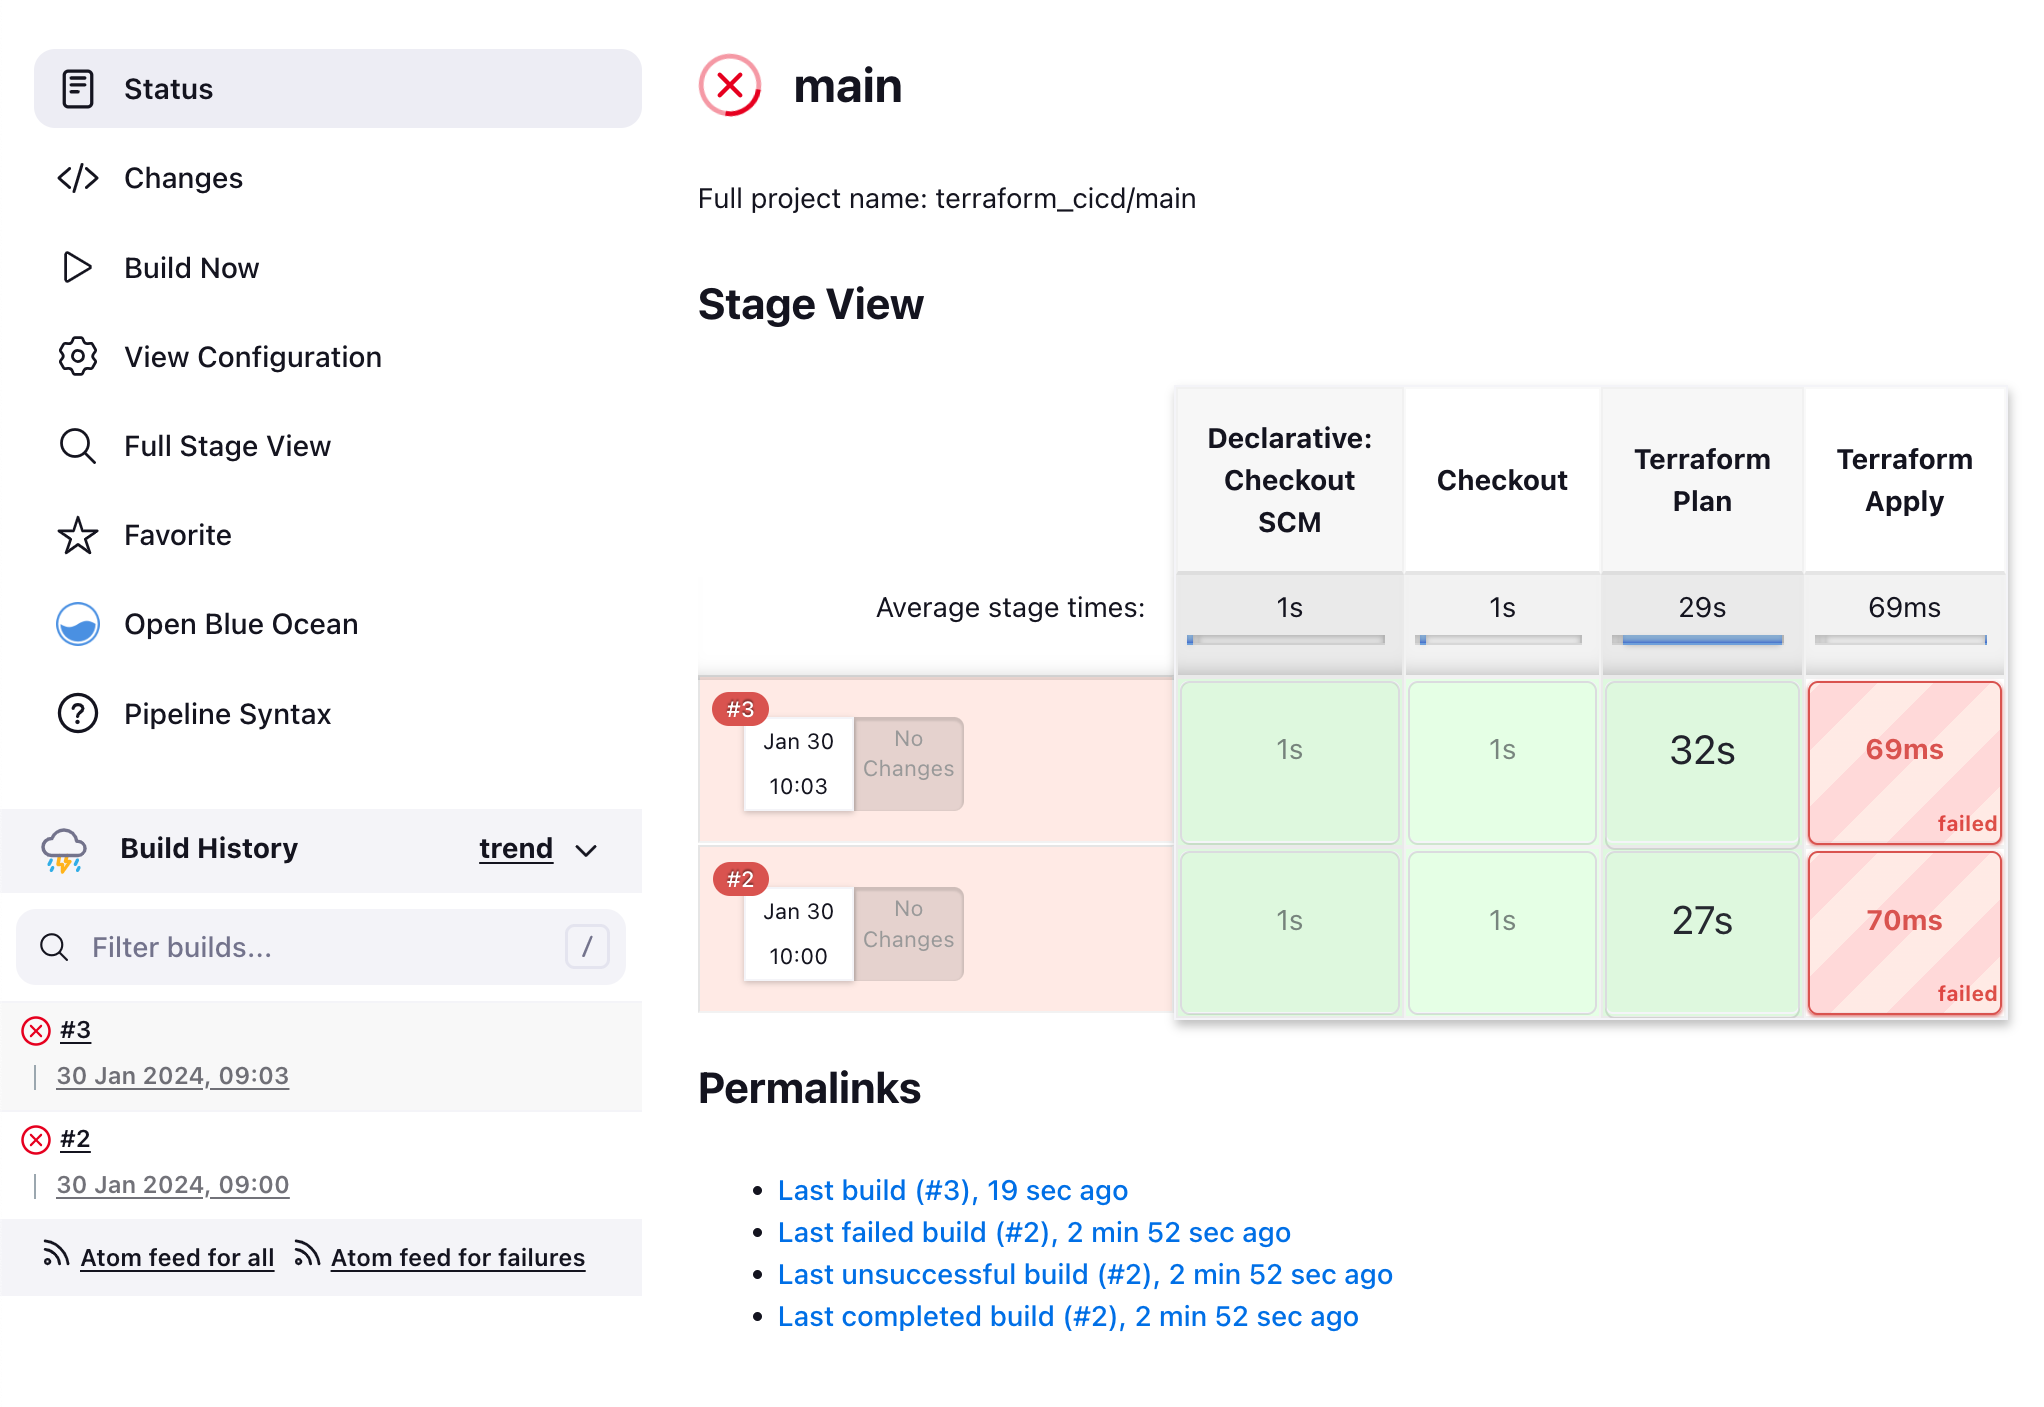 Status
Changes
Build Now
View Configuration
Full Stage View
Favorite
Open Blue Ocean
Pipeline Syntax
Build History
trend
Filter builds...
/
#3
30 Jan 2024, 09:03
#2
30 Jan 2024, 09:00
Atom feed for all
Atom feed for failures
main
Full project name: terraform_cicd/main
Stage View
Declarative:
Checkout
SCM
Checkout
Terraform
Plan
Terraform
Apply
Average stage times:
1s
1s
29s
69ms
#3
Jan 30
10:03
No
Changes
1s
1s
32s
69ms
failed
#2
Jan 30
10:00
No
Changes
1s
1s
27s
70ms
failed
Permalinks
Last build (#3), 19 sec ago
Last failed build (#2), 2 min 52 sec ago
Last unsuccessful build (#2), 2 min 52 sec ago
Last completed build (#2), 2 min 52 sec ago